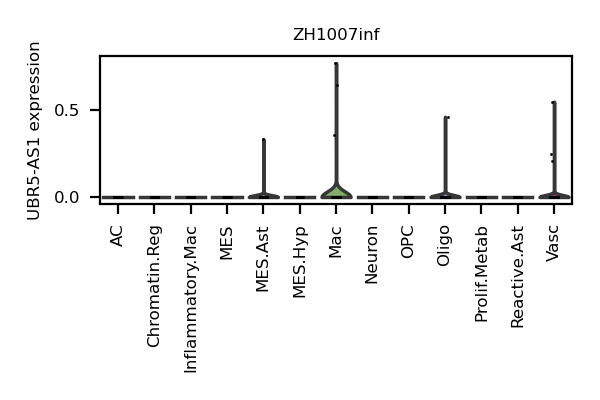 ZH1007inf
UBR5-AS1 expression
0.5
0.0
AC
Chromatin.Reg
Inflammatory.Mac
MES
MES.Ast
MES.Hyp
Mac
Neuron
OPC
Oligo
Prolif.Metab
Reactive.Ast
Vasc